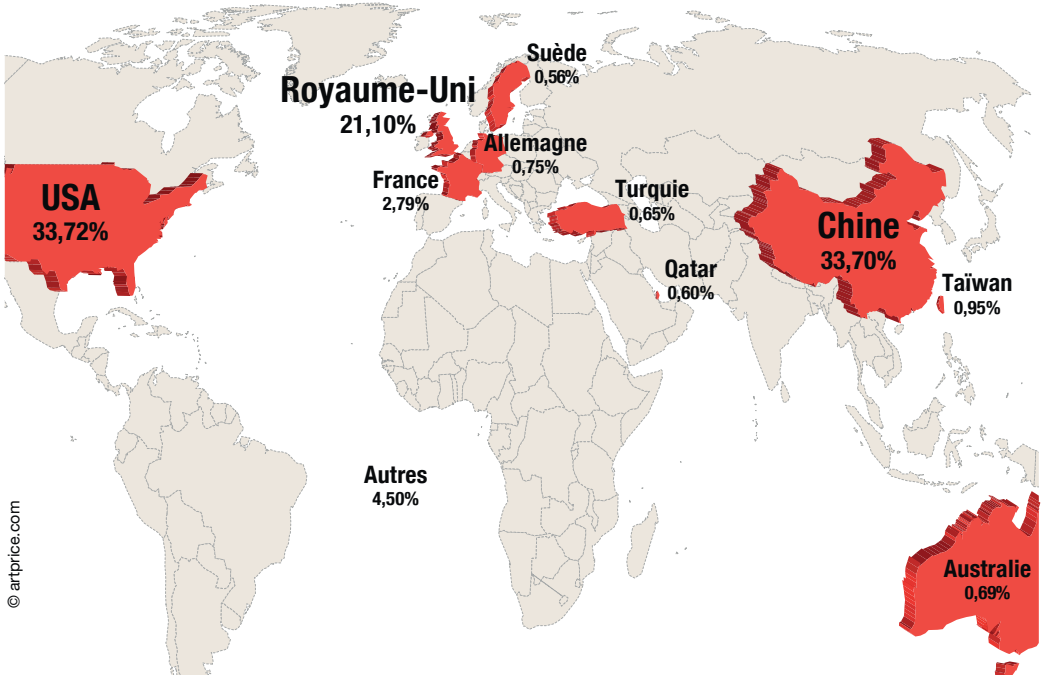 Suède
0,56%
Royaume-Uni
21,10%
Allemagne
0,75%
France
2,79%
USA
33,72%
Turquie
0,65%
Chine
33,70%
Qatar
0,60%
Taïwan
0,95%
Autres
4,50%
Australie
0,69%
© artprice.com